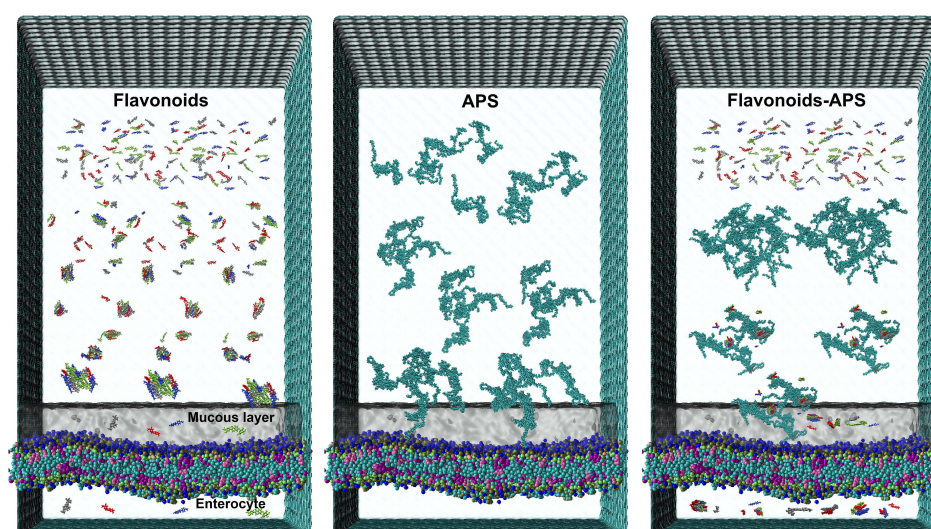 Flavonoids
APS
Flavonoids-APS
Mucous layer
Enterocyte